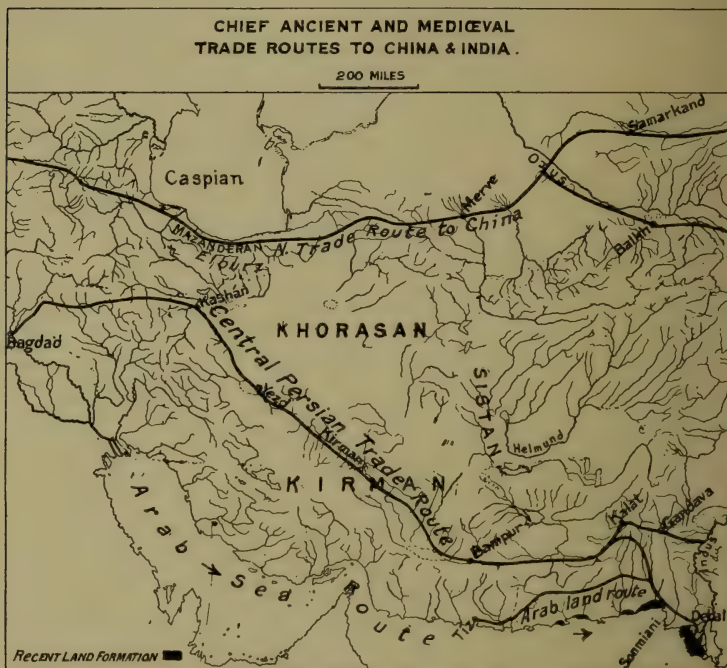 CHIEF ANCIENT AND MEDIŒVAL
TRADE ROUTES TO CHINA & INDIA.
200 MILES
Samarkand
Oxus
Caspian
Merve
MAZANDERAN
N. Trade Route to China
Elburz
Balkh
Kashan
Bagdad
KHORASAN
Central Persian Trade Route
Yezd
SISTAN
Helmund
Kirman
KIRMAN
Arab Sea Route
Kalat
Gandava
Bampur
Indus
Tiz
Arab land route
Sonmiani
Debal
RECENT LAND FORMATION